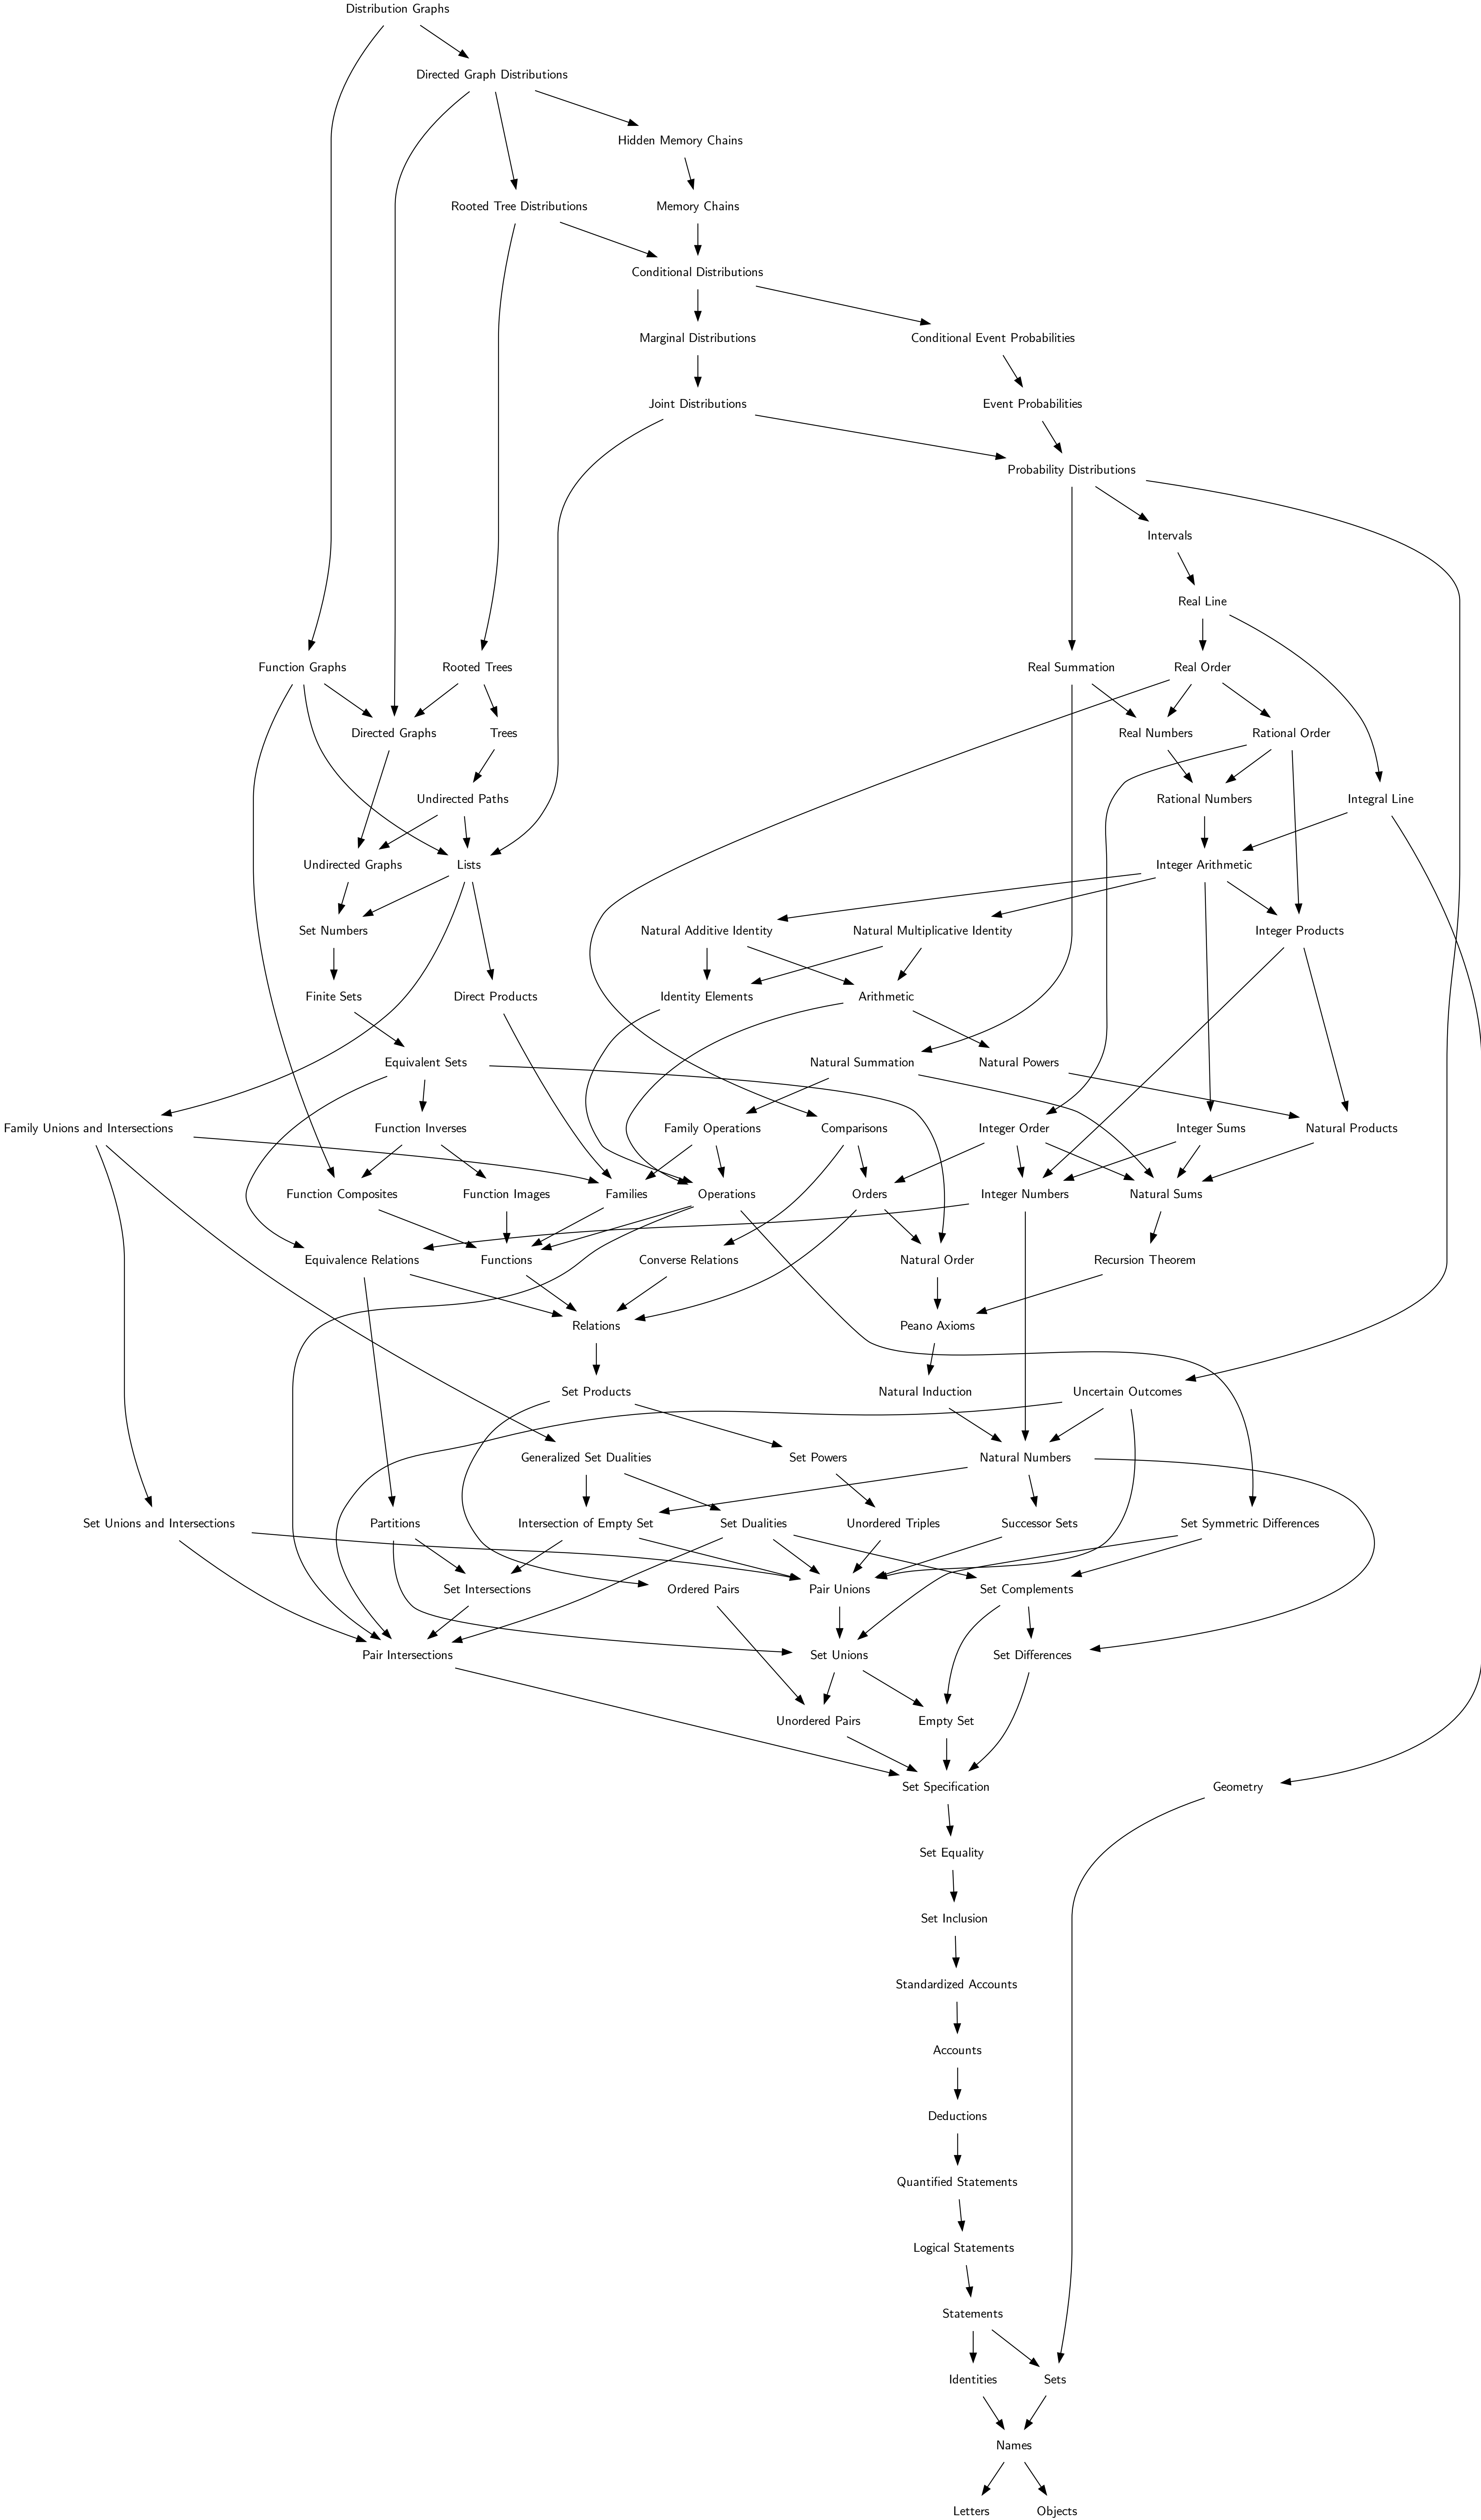 Distribution Graphs
Directed Graph Distributions
Hidden Memory Chains
Rooted Tree Distributions
Memory Chains
Conditional Distributions
Marginal Distributions
Conditional Event Probabilities
Joint Distributions
Event Probabilities
Probability Distributions
Intervals
Real Line
Function Graphs
Rooted Trees
Real Summation
Real Order
Directed Graphs
Trees
Real Numbers
Rational Order
Undirected Paths
Rational Numbers
Integral Line
Undirected Graphs
Lists
Integer Arithmetic
Set Numbers
Natural Additive Identity
Natural Multiplicative Identity
Integer Products
Finite Sets
Direct Products
Identity Elements
Arithmetic
Equivalent Sets
Natural Summation
Natural Powers
Family Unions and Intersections
Function Inverses
Family Operations
Comparisons
Integer Order
Integer Sums
Natural Products
Function Composites
Function Images
Families
Operations
Orders
Integer Numbers
Natural Sums
Equivalence Relations
Functions
Converse Relations
Natural Order
Recursion Theorem
Relations
Peano Axioms
Set Products
Natural Induction
Uncertain Outcomes
Generalized Set Dualities
Set Powers
Natural Numbers
Set Unions and Intersections
Partitions
Intersection of Empty Set
Set Dualities
Unordered Triples
Successor Sets
Set Symmetric Differences
Set Intersections
Ordered Pairs
Pair Unions
Set Complements
Pair Intersections
Set Unions
Set Differences
Unordered Pairs
Empty Set
Set Specification
Geometry
Set Equality
Set Inclusion
Standardized Accounts
Accounts
Deductions
Quantified Statements
Logical Statements
Statements
Identities
Sets
Names
Letters
Objects